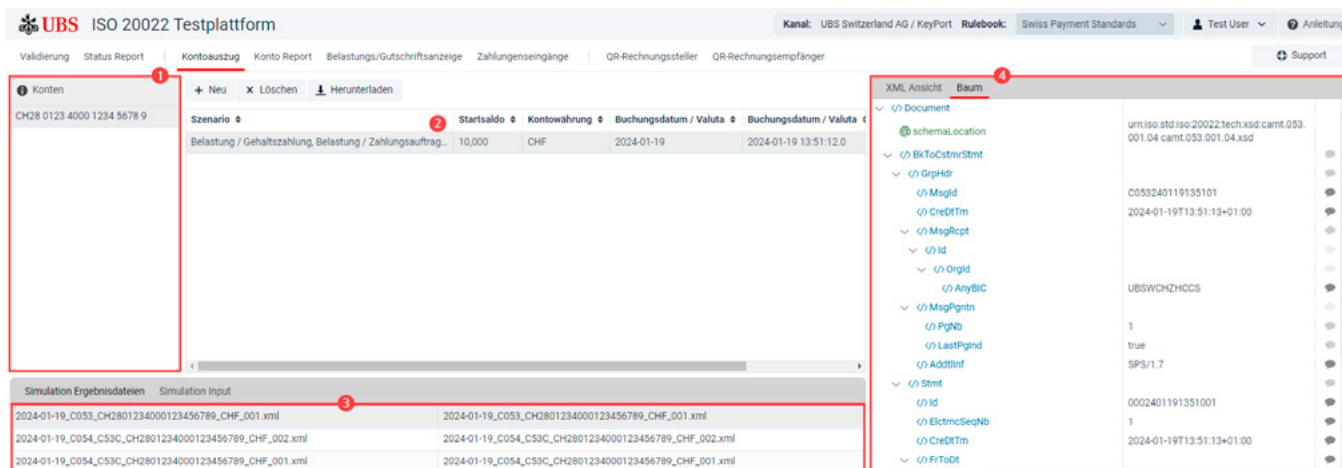 UBS ISO 20022 Testplattform
Kanal: UBS Switzerland AG / KeyPort Rulebook: Swiss Payment Standards Test User Anleitung
Validierung Status Report Kontoauszug Konto Report Belastungs/Gutschriftsanzeige Zahlungenseingänge QR-Rechnungssteller QR-Rechnungsempfänger Support
1
Konten
CH28 0123 4000 1234 5678 9
+ Neu x Löschen Herunterladen
2
Szenario Startsaldo Kontowährung Buchungsdatum / Valuta Buchungsdatum / Valuta
Belastung / Gehaltszahlung, Belastung / Zahlungsauftrag... 10,000 CHF 2024-01-19 2024-01-19 13:51:12.0
Simulation Ergebnisdateien Simulation Input
3
2024-01-19_C053_CH2801234000123456789_CHF_001.xml 2024-01-19_C053_CH2801234000123456789_CHF_001.xml
2024-01-19_C054_C53C_CH2801234000123456789_CHF_002.xml 2024-01-19_C054_C53C_CH2801234000123456789_CHF_002.xml
2024-01-19_C054_C53C_CH2801234000123456789_CHF_001.xml 2024-01-19_C054_C53C_CH2801234000123456789_CHF_001.xml
4
XML Ansicht Baum
</> Document
@ schemaLocation urn:iso:std:iso:20022:tech:xsd:camt.053.
001.04 camt.053.001.04.xsd
</> BkToCstmrStmt
</> GrpHdr
</> MsgId C053240119135101
</> CreDtTm 2024-01-19T13:51:13+01:00
</> MsgRcpt
</> Id
</> OrgId
</> AnyBIC UBSWCHZHCCS
</> MsgPgntn
</> PgNb 1
</> LastPgInd true
</> AddtlInf SPS/1.7
</> Stmt
</> Id 0002401191351001
</> ElctrncSeqNb 1
</> CreDtTm 2024-01-19T13:51:13+01:00
</> FrToDt